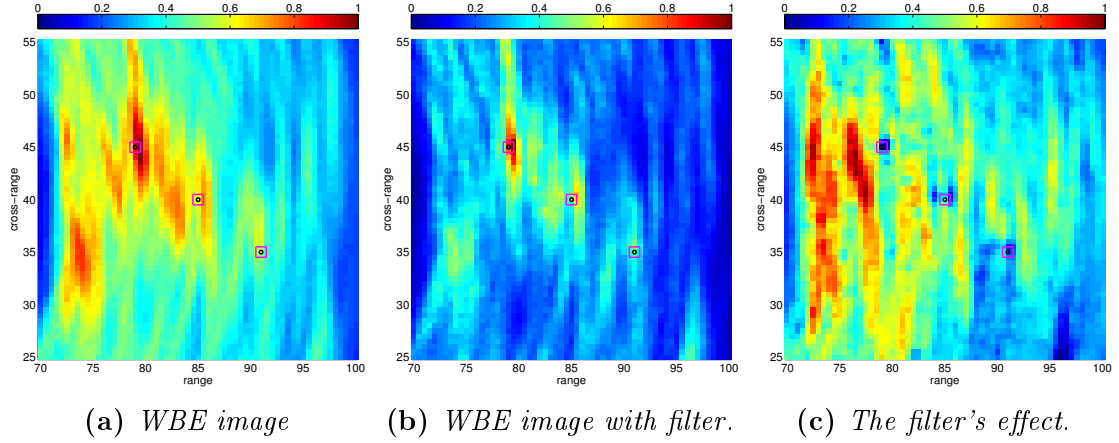 0 0.2 0.4 0.6 0.8 1
0 0.2 0.4 0.6 0.8 1
0 0.2 0.4 0.6 0.8 1
55
50
45
40
35
30
25
cross-range
70 75 80 85 90 95 100
range
55
50
45
40
35
30
25
cross-range
70 75 80 85 90 95 100
range
55
50
45
40
35
30
25
cross-range
70 75 80 85 90 95 100
range
(a) WBE image
(b) WBE image with filter.
(c) The filter's effect.